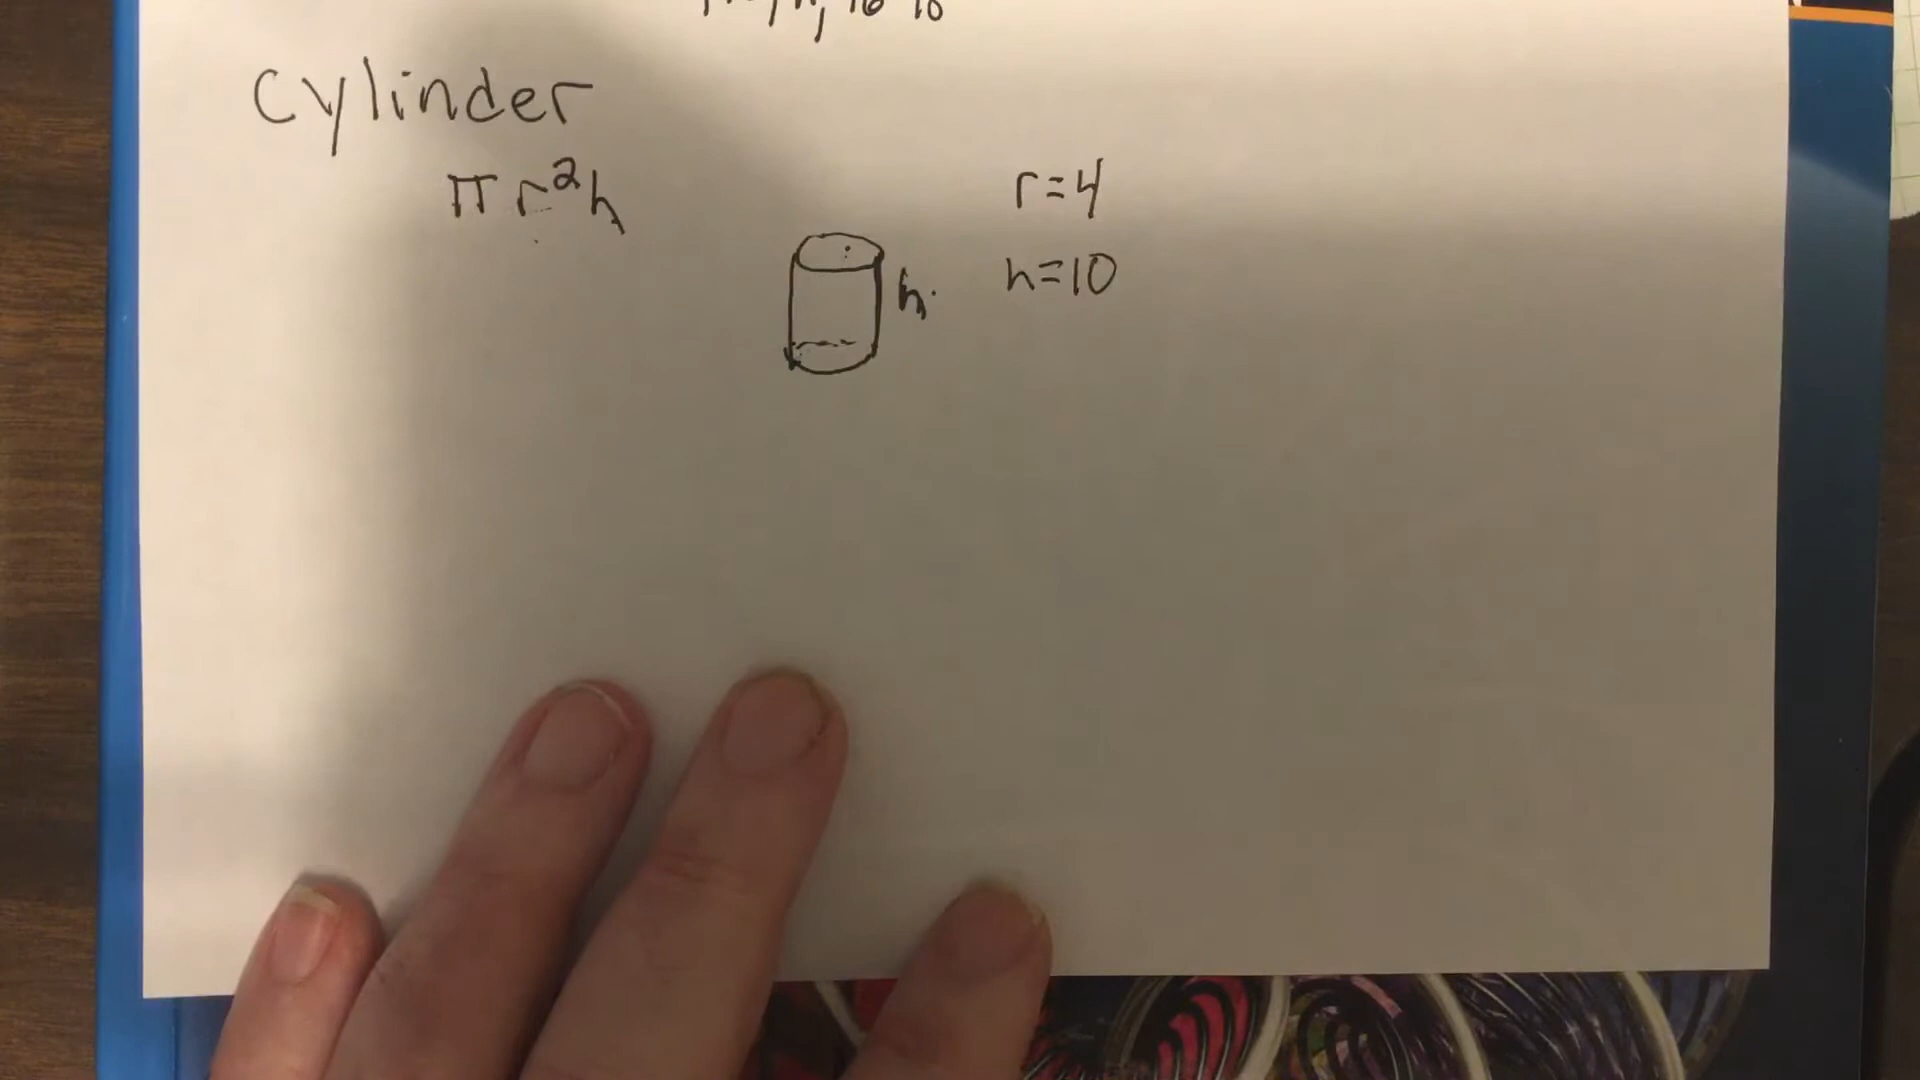 Cylinder
πr²h
r=4
h
h=10